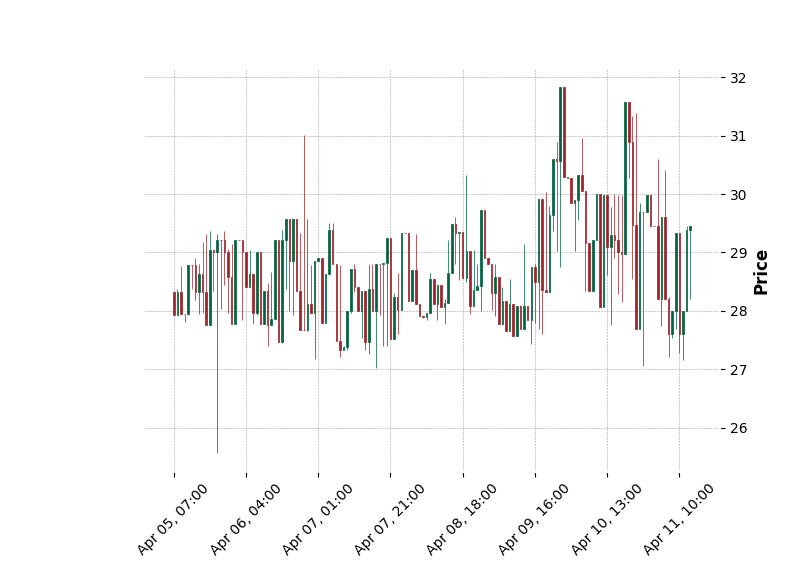 32
31
30
29
28
27
26
Price
Apr 05, 07:00
Apr 06, 04:00
Apr 07, 01:00
Apr 07, 21:00
Apr 08, 18:00
Apr 09, 16:00
Apr 10, 13:00
Apr 11, 10:00